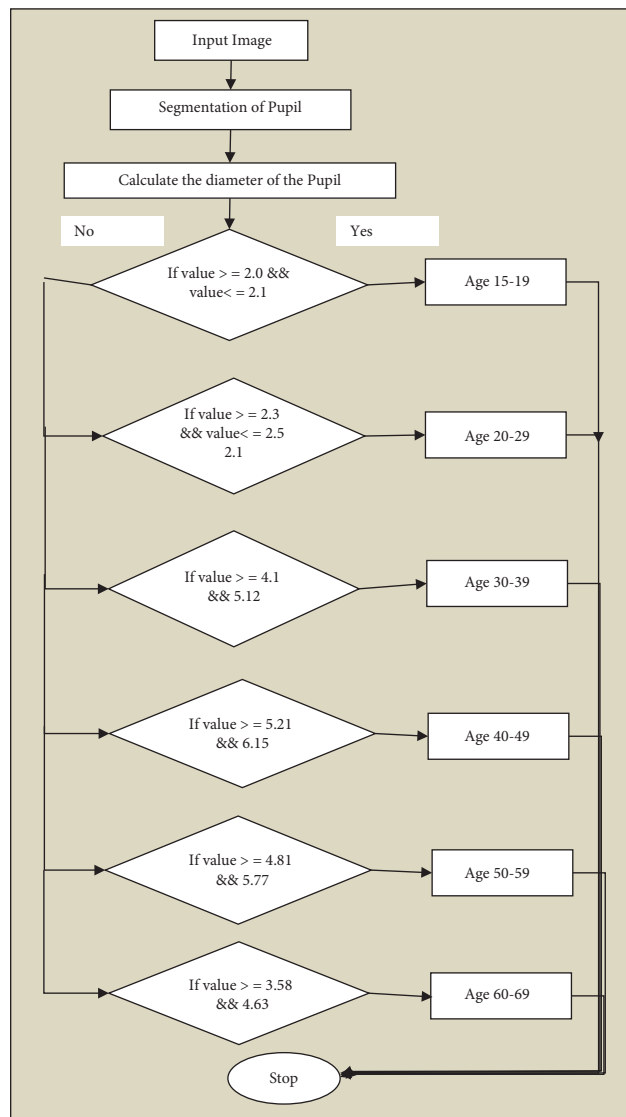 Input Image
Segmentation of Pupil
Calculate the diameter of the Pupil
No
Yes
If value > = 2.0 &&
value< = 2.1
Age 15-19
If value > = 2.3
&& value< = 2.5
2.1
Age 20-29
If value > = 4.1
&& 5.12
Age 30-39
If value > = 5.21
&& 6.15
Age 40-49
If value > = 4.81
&& 5.77
Age 50-59
If value > = 3.58
&& 4.63
Age 60-69
Stop